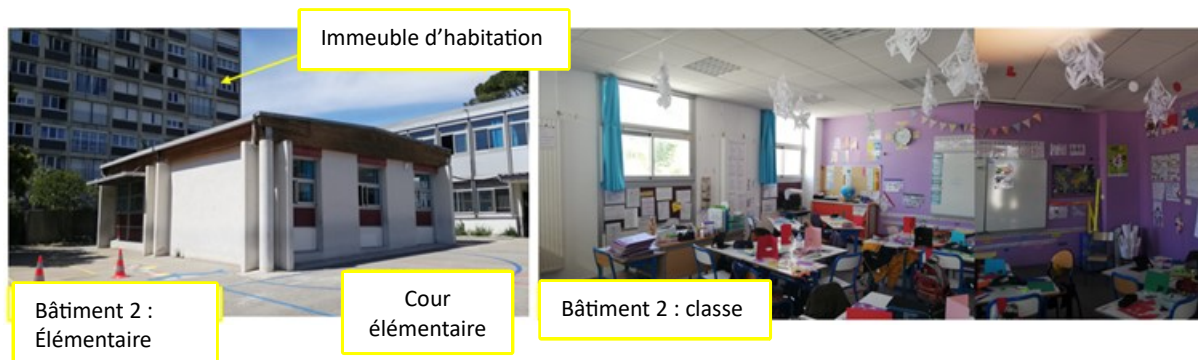 Immeuble d'habitation
Bâtiment 2 :
Élémentaire
Cour
élémentaire
Bâtiment 2 : classe